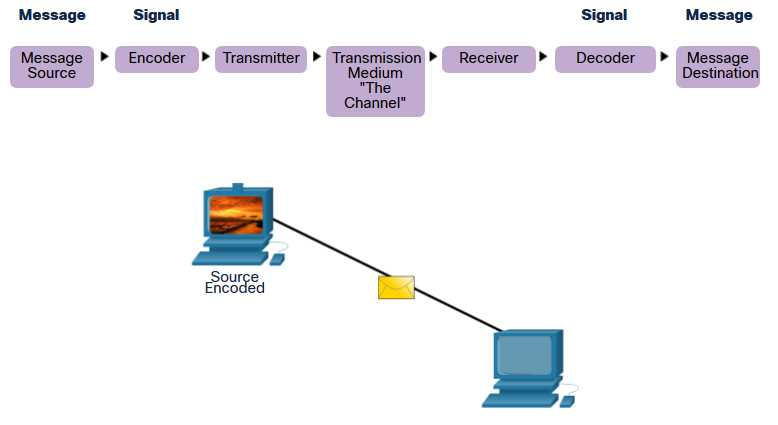 Message
Signal
Signal
Message
Message
Source
Encoder
Transmitter
Transmission
Medium
"The
Channel"
Receiver
Decoder
Message
Destination
Source
Encoded